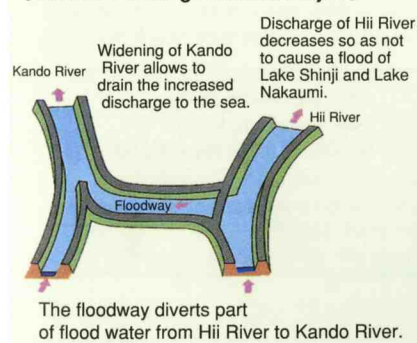 Discharge of Hii River
decreases so as not
to cause a flood of
Lake Shinji and Lake
Nakaumi.
Widening of Kando
River allows to
drain the increased
discharge to the sea.
Kando River
Hii River
Floodway
The floodway diverts part
of flood water from Hii River to Kando River.